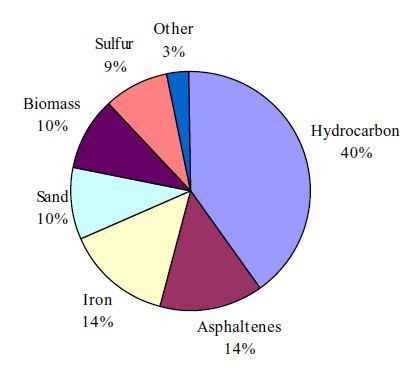 Other
3%
Sulfur
9%
Biomass
10%
Hydrocarbon
40%
Sand
10%
Iron
14%
Asphaltenes
14%